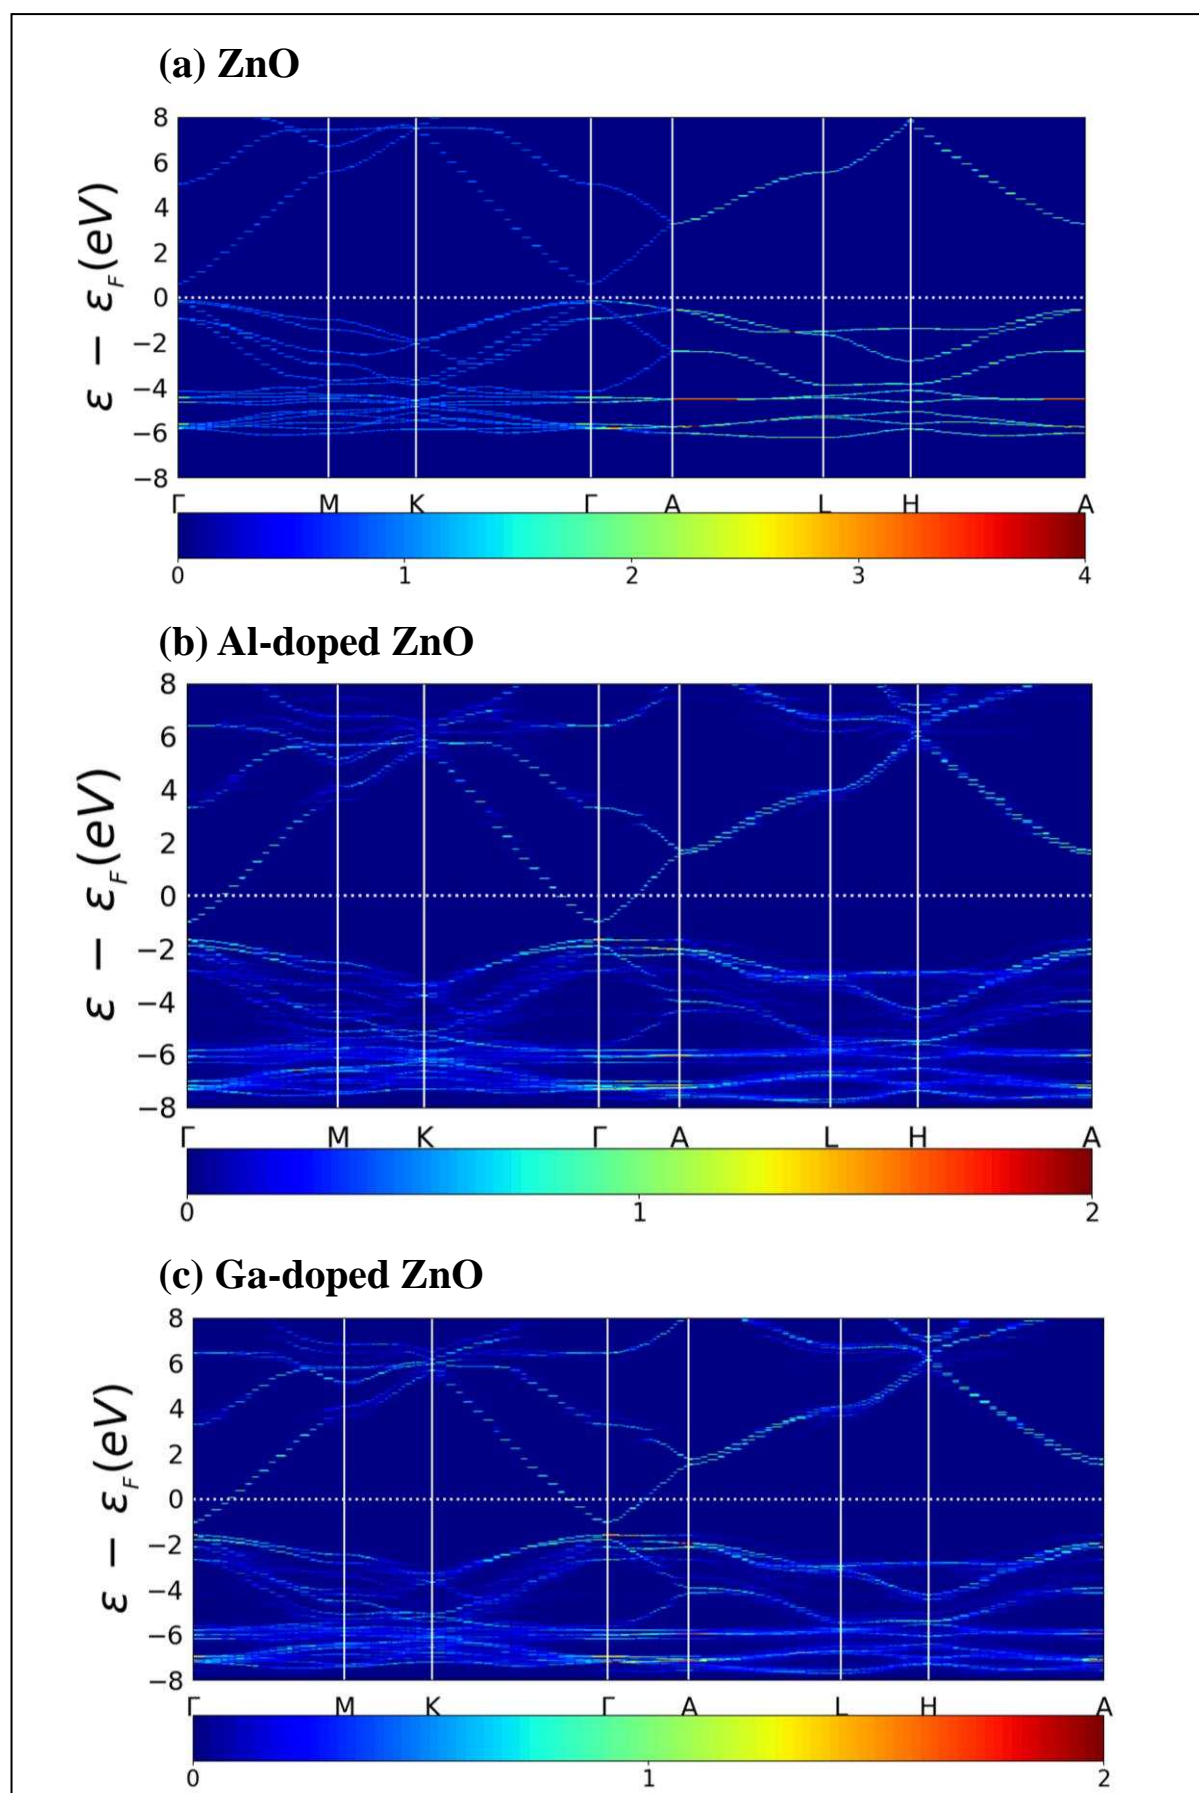 (a) ZnO
8
6
4
2
0
−2
−4
−6
−8
ε − ε_F(eV)
Γ M K Γ A L H A
0 1 2 3 4
(b) Al-doped ZnO
8
6
4
2
0
−2
−4
−6
−8
ε − ε_F(eV)
Γ M K Γ A L H A
0 1 2
(c) Ga-doped ZnO
8
6
4
2
0
−2
−4
−6
−8
ε − ε_F(eV)
Γ M K Γ A L H A
0 1 2